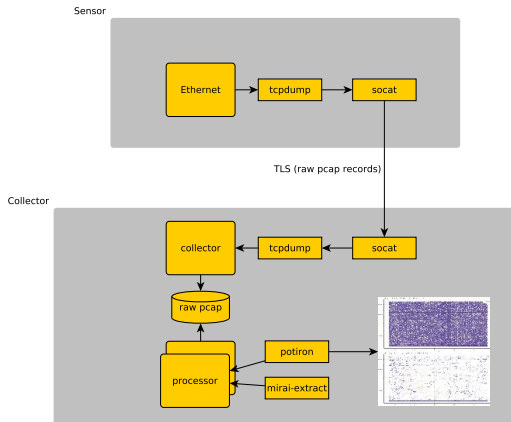 Sensor
Ethernet
tcpdump
socat
TLS (raw pcap records)
Collector
collector
tcpdump
socat
raw pcap
potiron
processor
mirai-extract